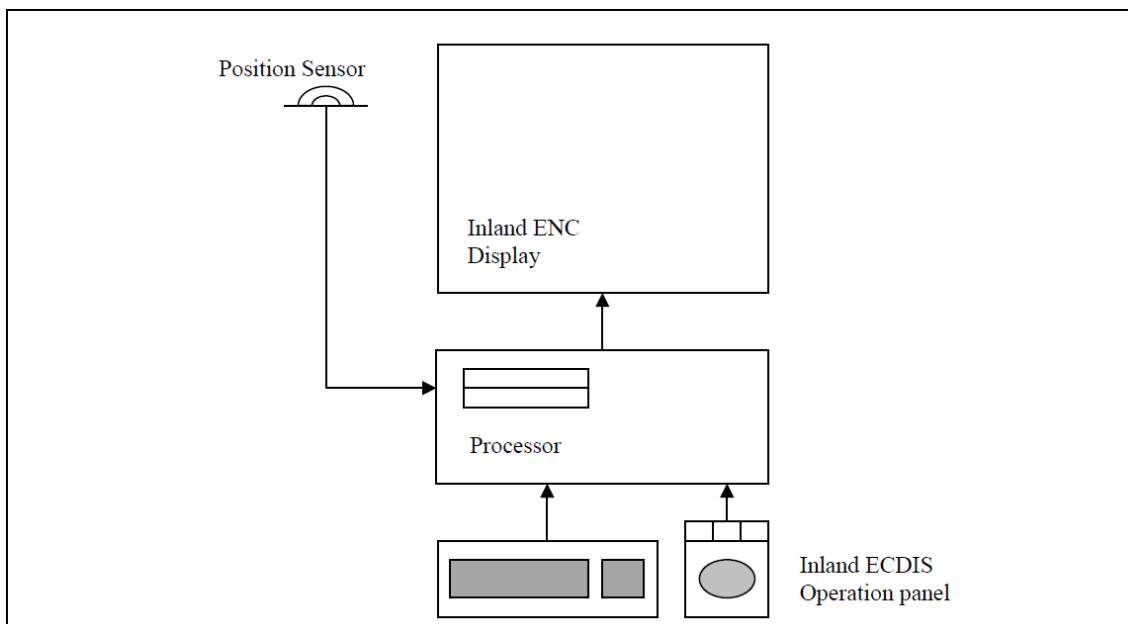 Position Sensor
Inland ENC
Display
Processor
Inland ECDIS
Operation panel